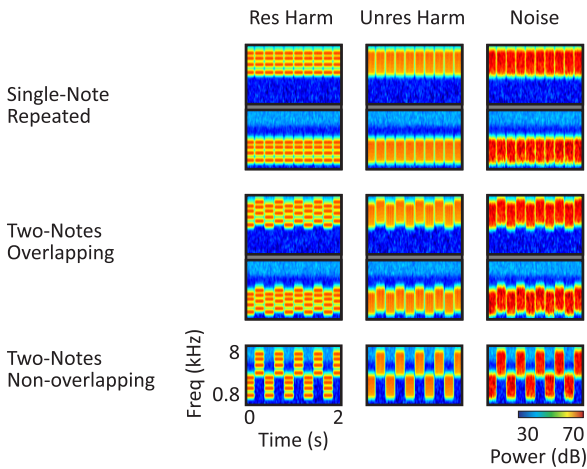 Res Harm
Unres Harm
Noise
Single-Note
Repeated
Two-Notes
Overlapping
Two-Notes
Non-overlapping
Freq (kHz)
8
0.8
0
2
Time (s)
30
70
Power (dB)